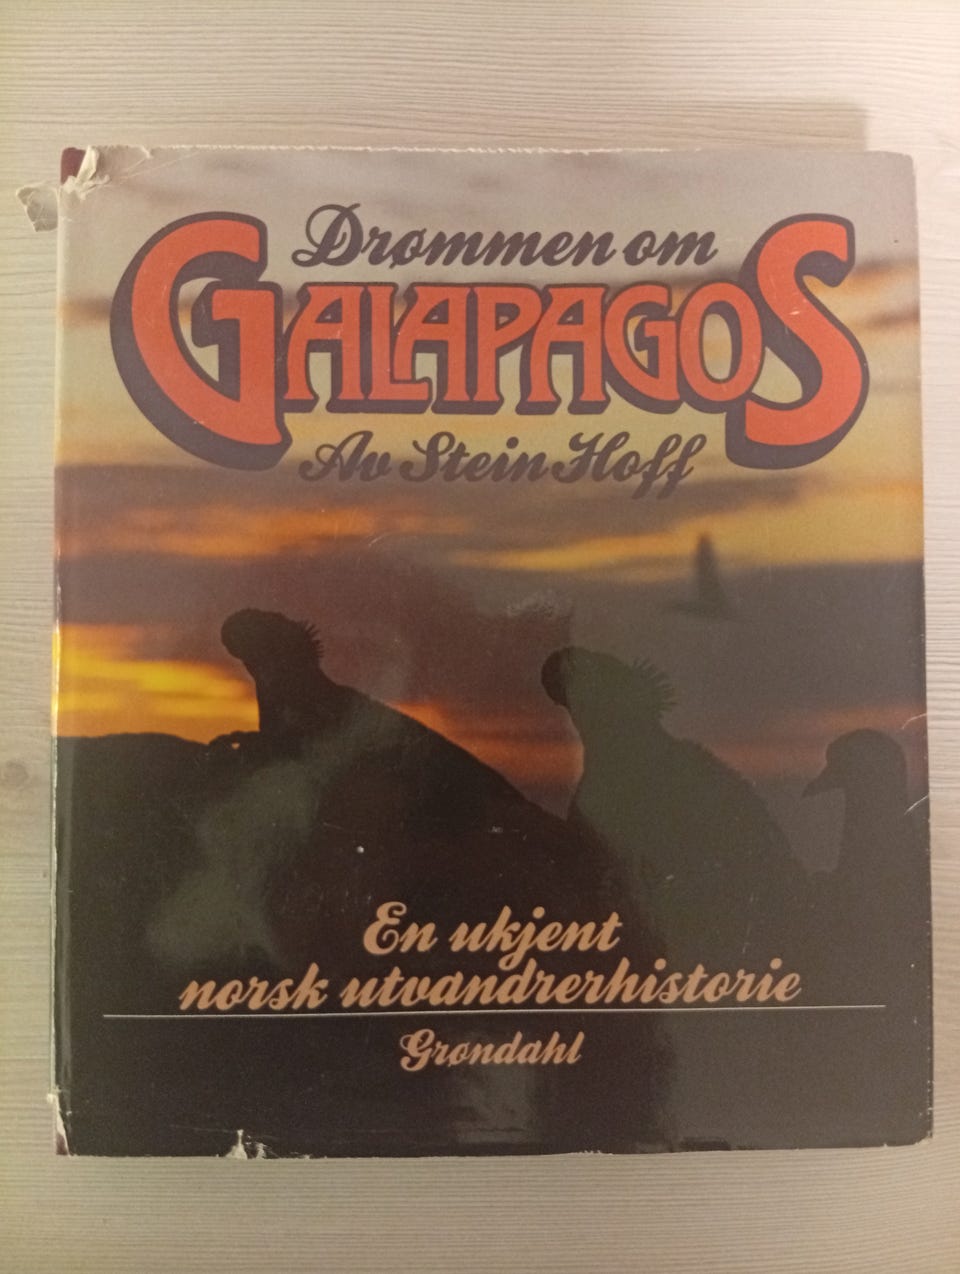 Drømmen om
GALAPAGOS
Av Stein Hoff
En ukjent
norsk utvandrerhistorie
Grøndahl